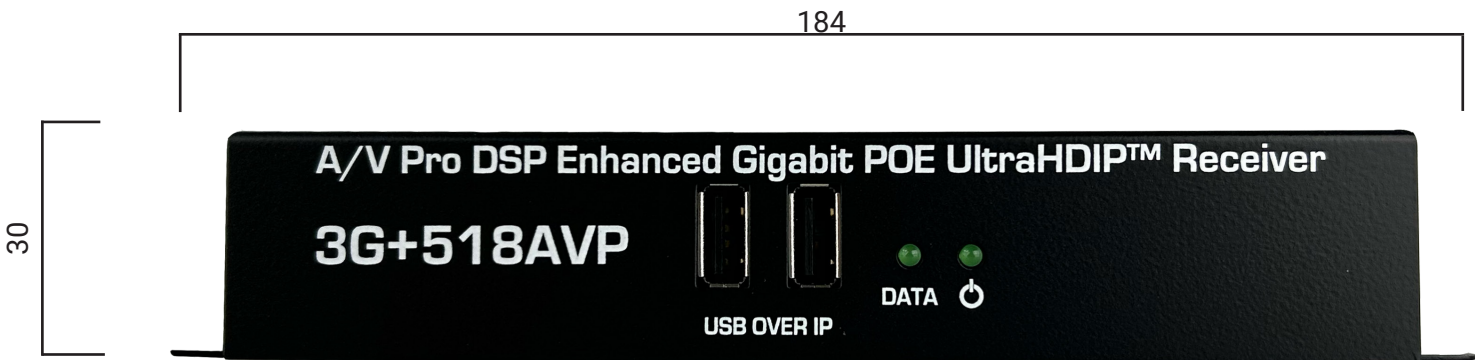 184
30
A/V Pro DSP Enhanced Gigabit POE UltraHDIP™ Receiver
3G+518AVP
DATA
USB OVER IP